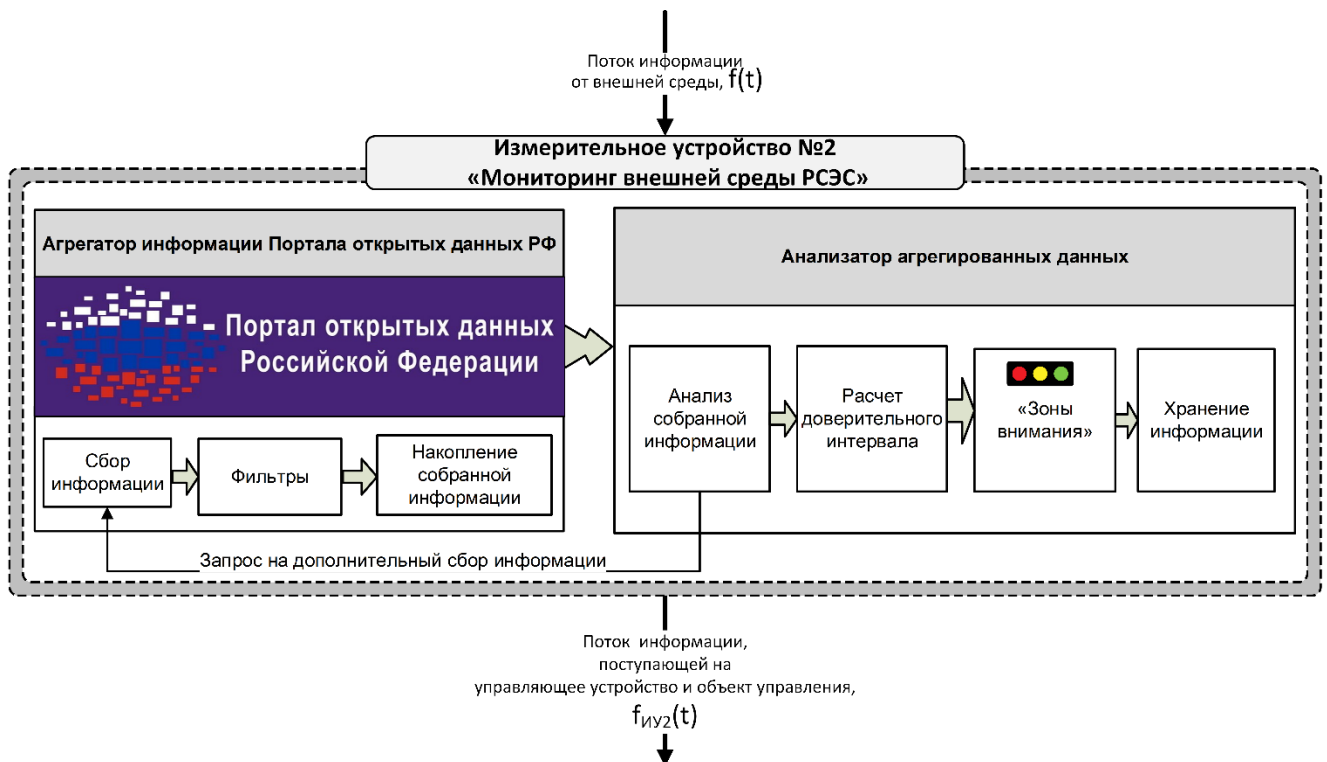 Поток информации
от внешней среды, f(t)
Измерительное устройство №2
«Мониторинг внешней среды РСЭС»
Агрегатор информации Портала открытых данных РФ
Портал открытых данных
Российской Федерации
Сбор
информации
Фильтры
Накопление
собранной
информации
Анализатор агрегированных данных
Анализ
собранной
информации
Расчет
доверительного
интервала
«Зоны
внимания»
Хранение
информации
Запрос на дополнительный сбор информации
Поток информации,
поступающей на
управляющее устройство и объект управления,
fИУ2(t)